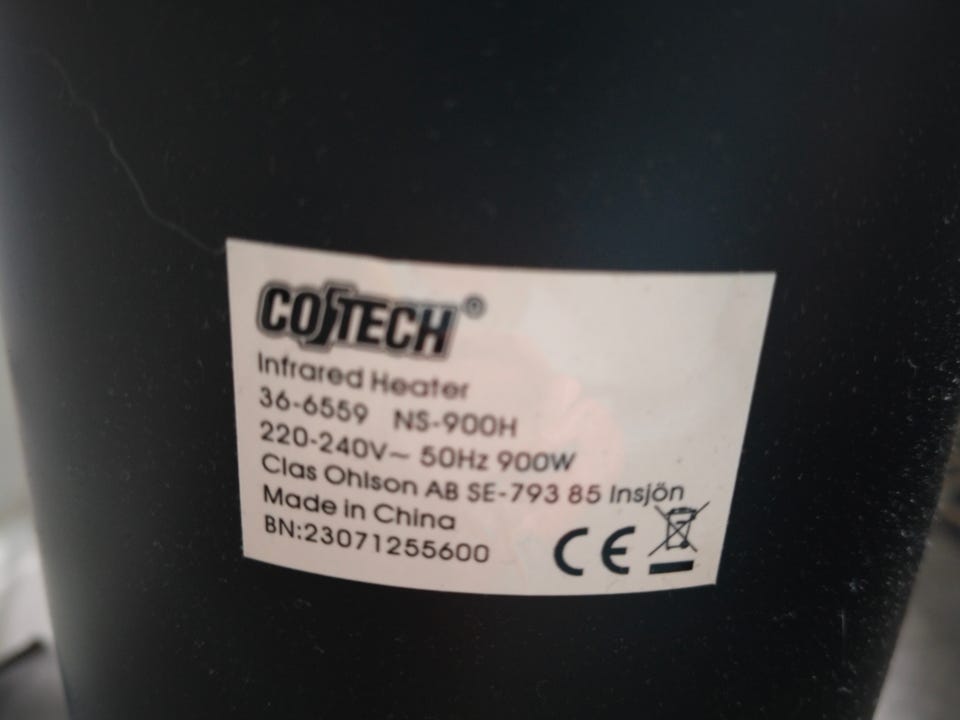 COTECH®
Infrared Heater
36-6559 NS-900H
220-240V~ 50Hz 900W
Clas Ohlson AB SE-793 85 Insjön
Made in China
BN:23071255600
CE